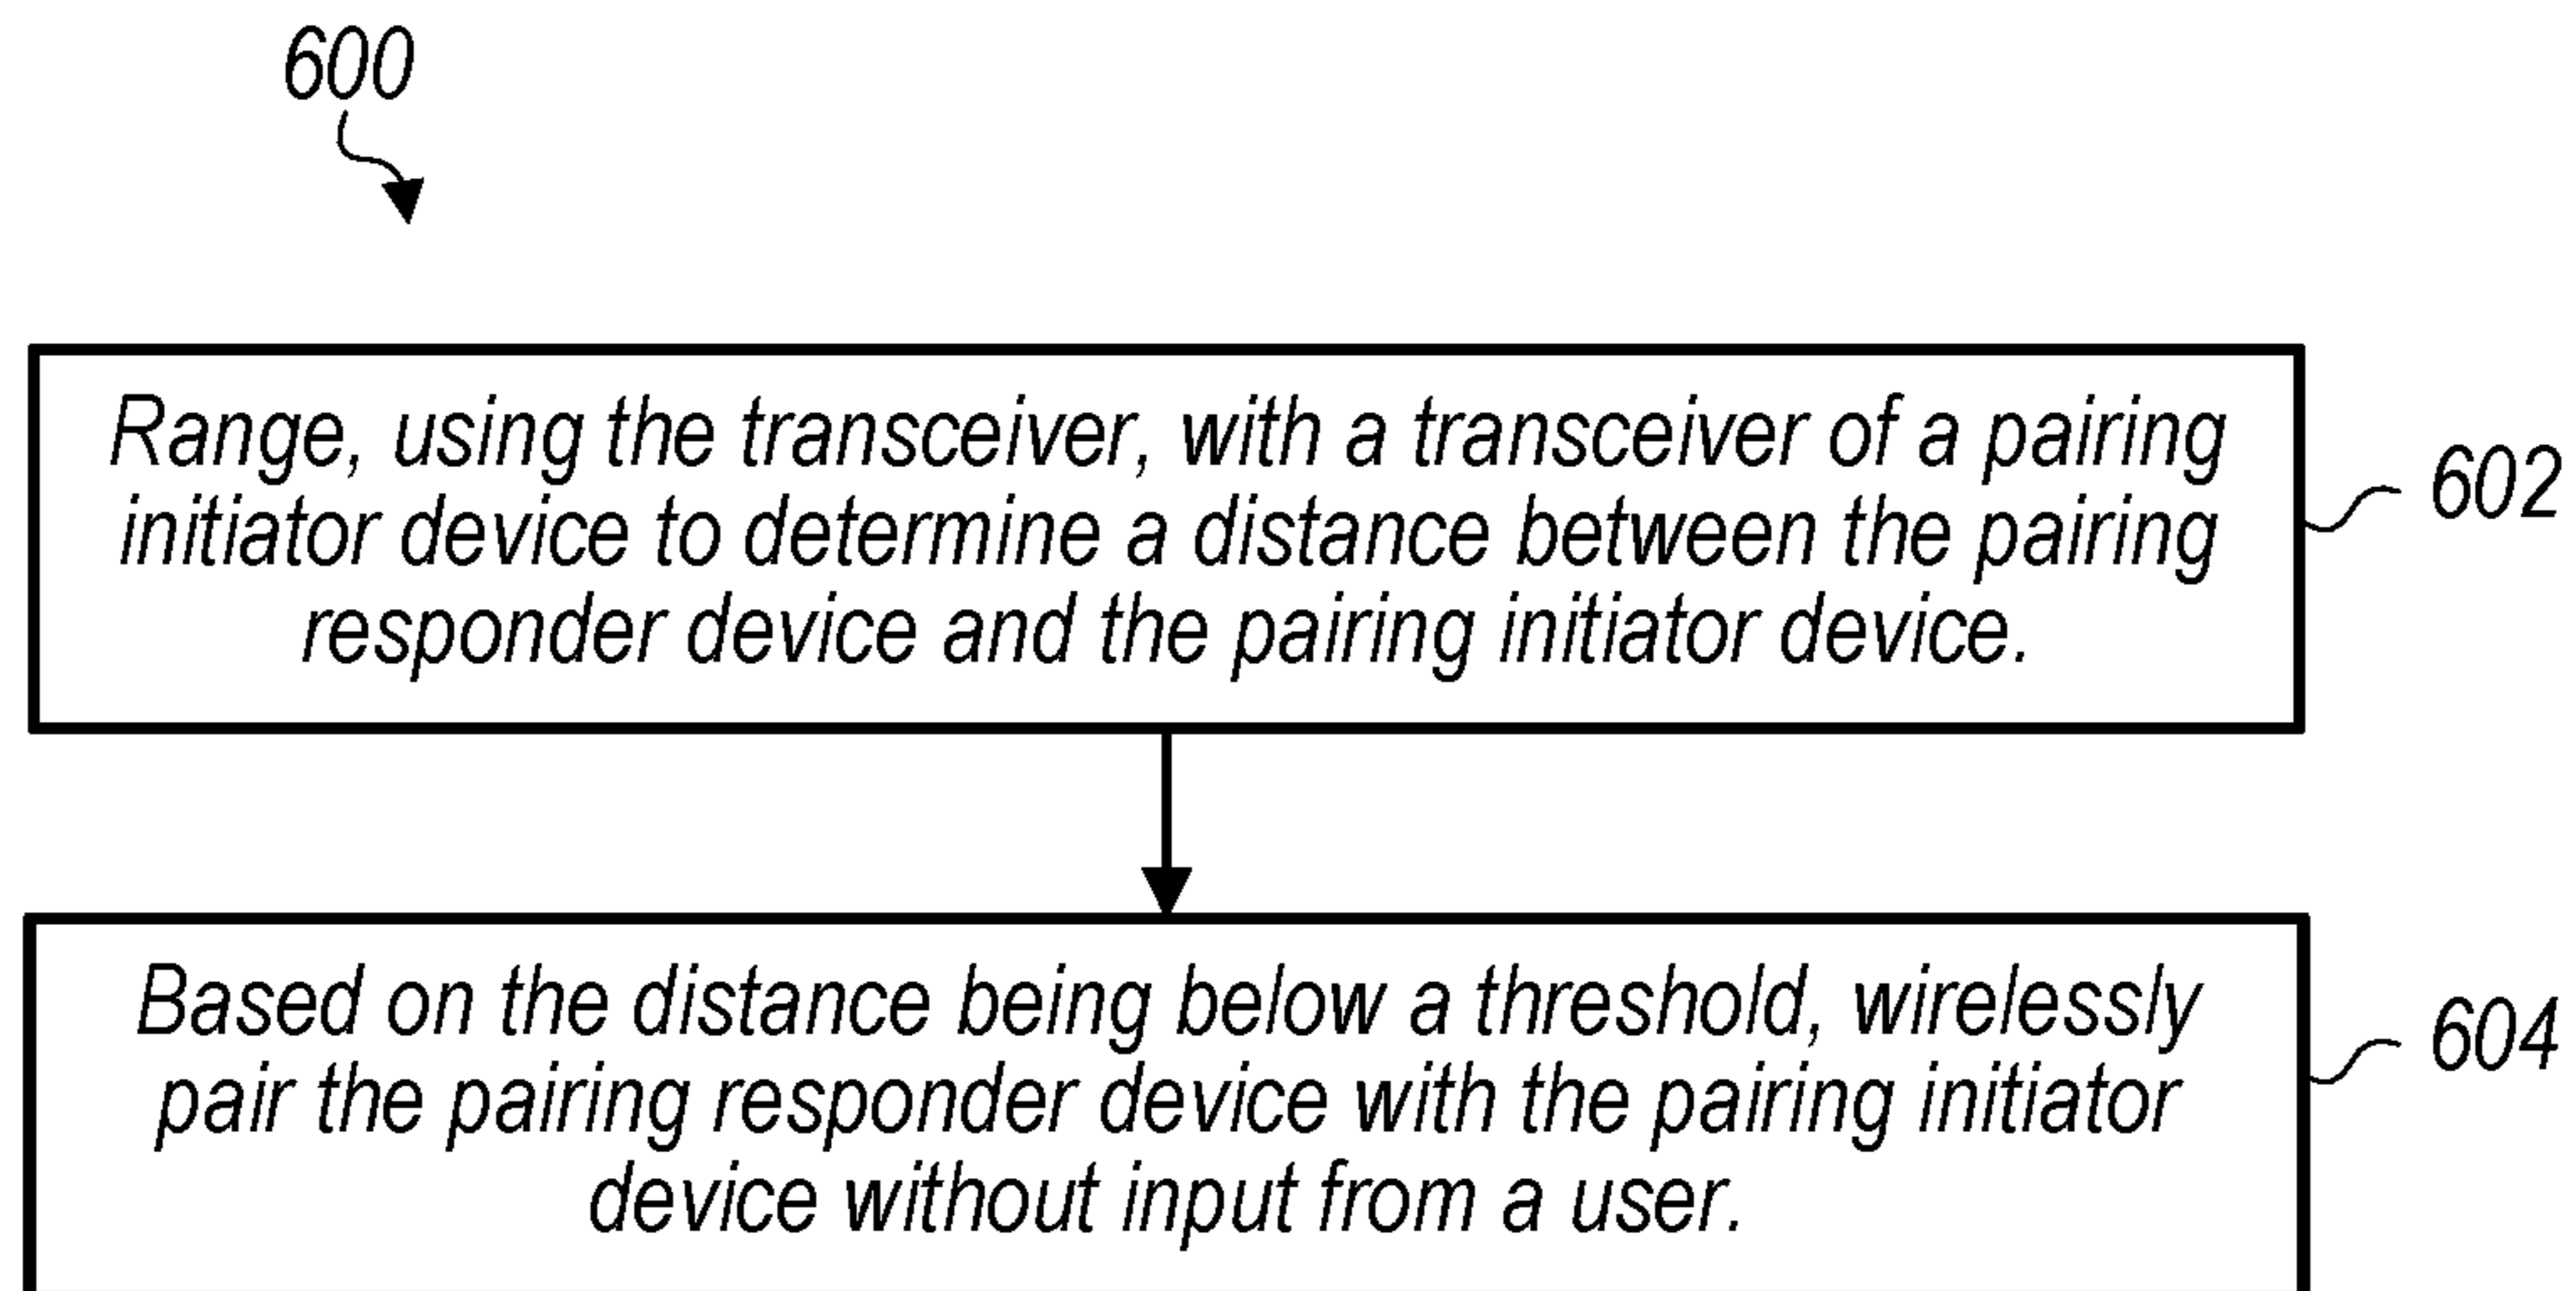 600
Range, using the transceiver, with a transceiver of a pairing
initiator device to determine a distance between the pairing
responder device and the pairing initiator device.
602
Based on the distance being below a threshold, wirelessly
pair the pairing responder device with the pairing initiator
device without input from a user.
604